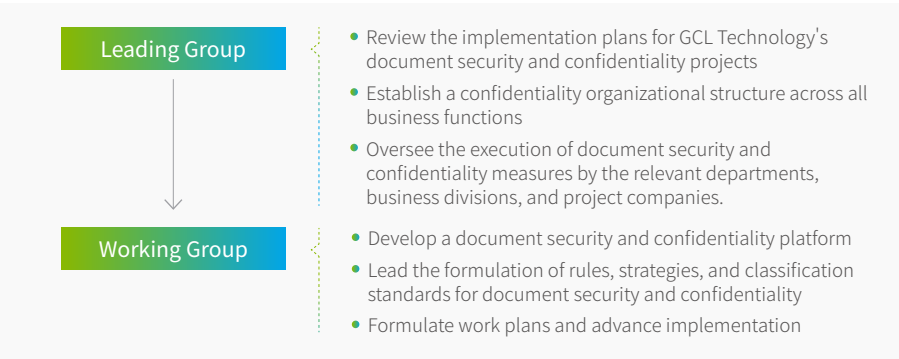 Leading Group
• Review the implementation plans for GCL Technology's
document security and confidentiality projects
• Establish a confidentiality organizational structure across all
business functions
• Oversee the execution of document security and
confidentiality measures by the relevant departments,
business divisions, and project companies.
Working Group
• Develop a document security and confidentiality platform
• Lead the formulation of rules, strategies, and classification
standards for document security and confidentiality
• Formulate work plans and advance implementation